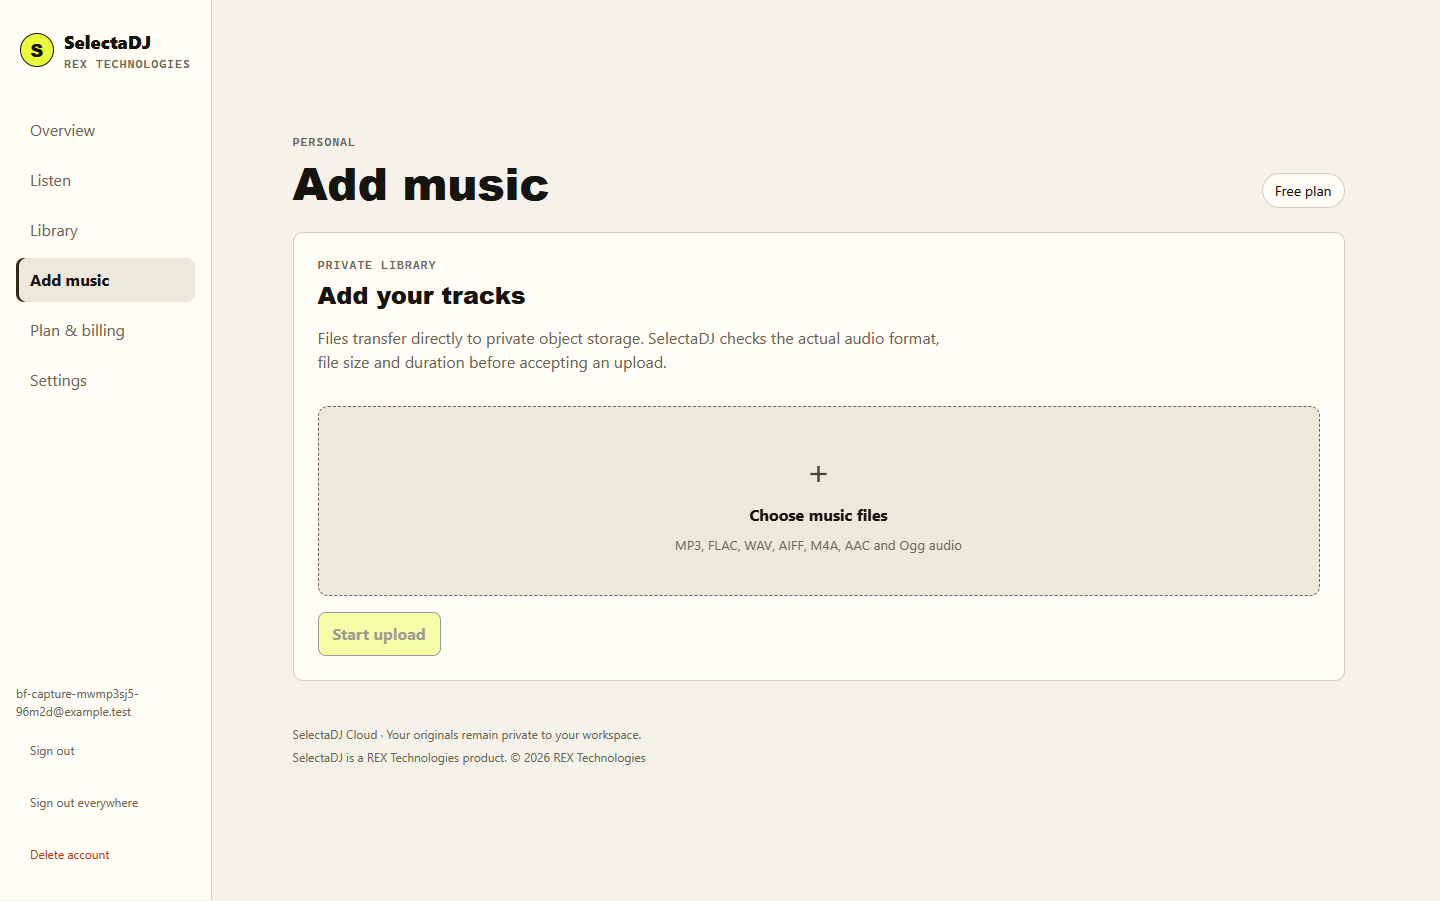 S
SelectaDJ
REX TECHNOLOGIES
Overview
Listen
Library
Add music
Plan & billing
Settings
bf-capture-mwmp3sj5-
96m2d@example.test
Sign out
Sign out everywhere
Delete account
PERSONAL
Add music
Free plan
PRIVATE LIBRARY
Add your tracks
Files transfer directly to private object storage. SelectaDJ checks the actual audio format,
file size and duration before accepting an upload.
+
Choose music files
MP3, FLAC, WAV, AIFF, M4A, AAC and Ogg audio
Start upload
SelectaDJ Cloud · Your originals remain private to your workspace.
SelectaDJ is a REX Technologies product. © 2026 REX Technologies